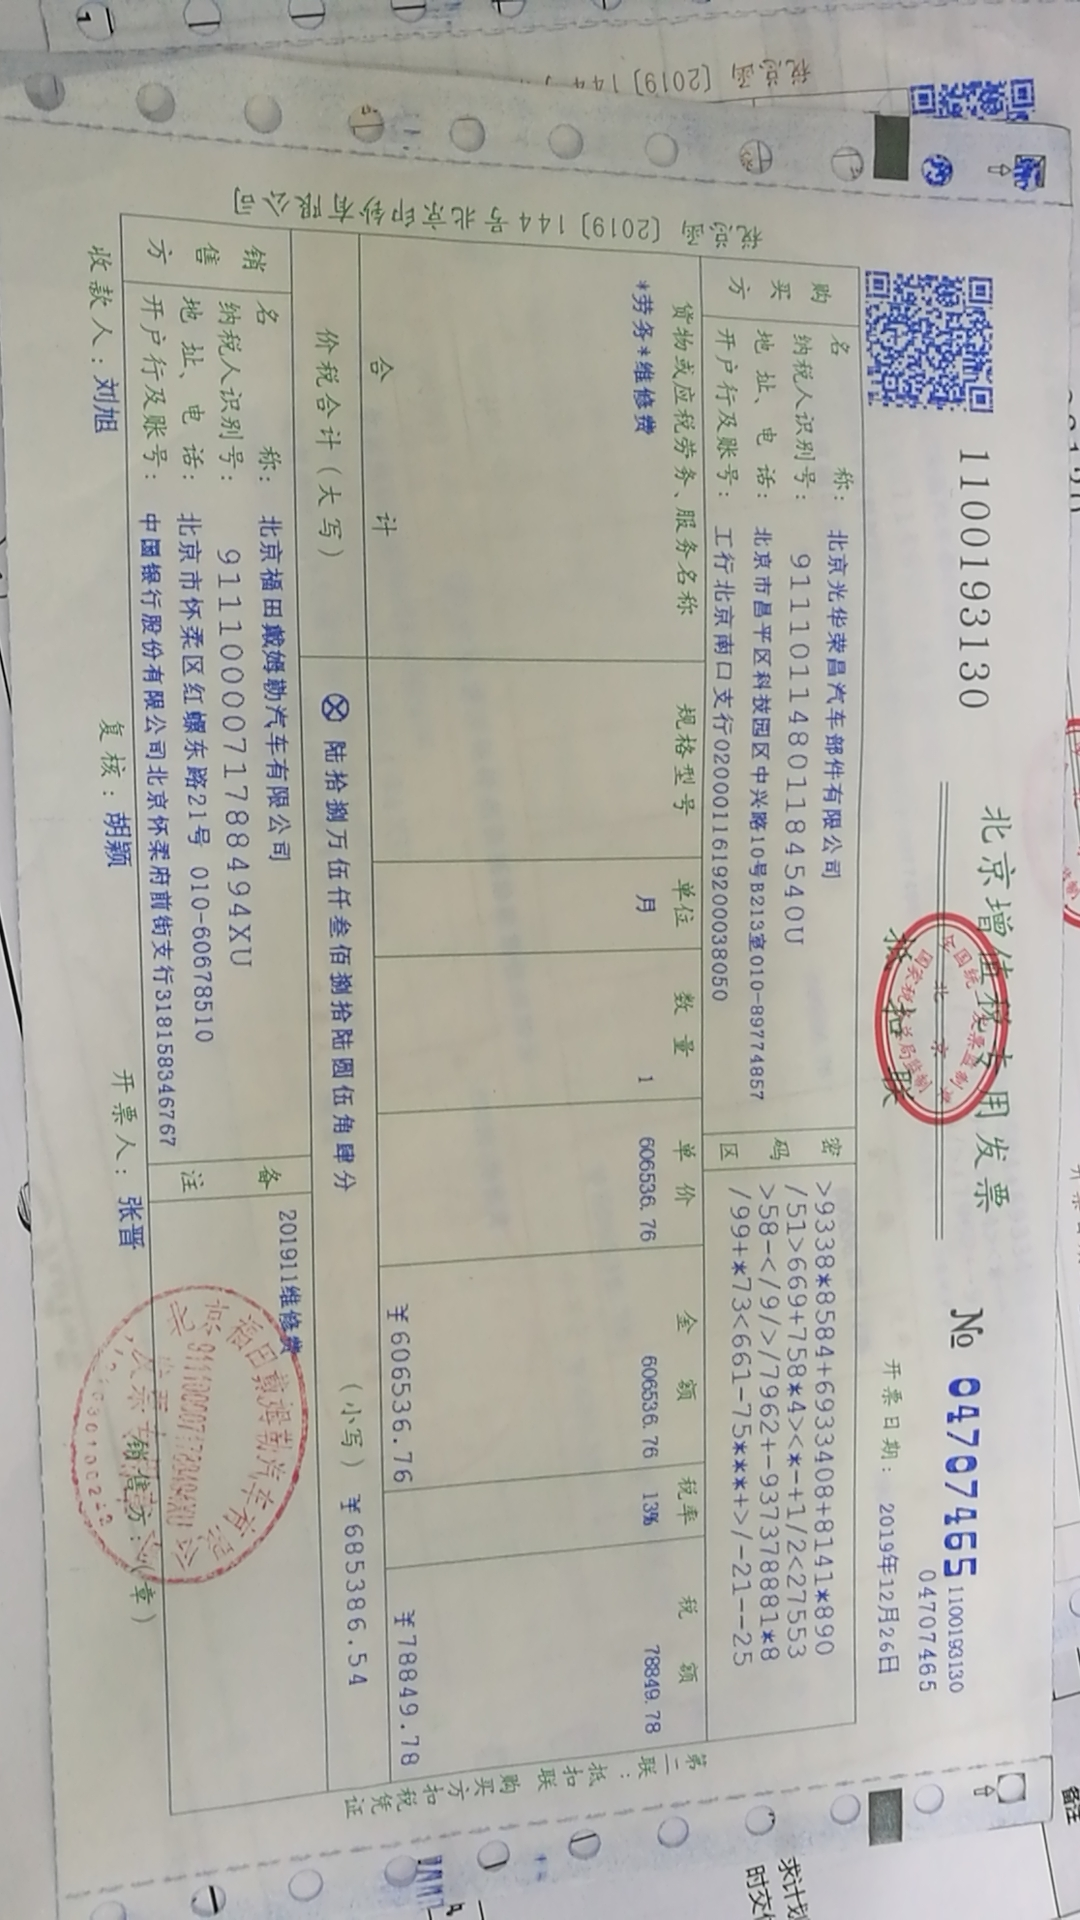 1100193130
北京增值税专用发票
抵扣联
№ 04707465
1100193130
04707465
开票日期: 2019年12月26日
税总函〔2019〕144号北京印钞有限公司
购买方
名称: 北京光华荣昌汽车部件有限公司
纳税人识别号: 91110114801184540U
地址、电话: 北京市昌平区科技园区中兴路10号B213室010-89774857
开户行及账号: 工行北京南口支行0200011619200038050
密码区
>9338*8584+6933408+8141*890
/51>669+758*4><*-+1/2<27553
>58-</9/>/7962+-937378881*8
/99+*73<661-75***+>/-21--25
货物或应税劳务、服务名称 规格型号 单位 数量 单价 金额 税率 税额
*劳务*维修费 月 1 606536.76 606536.76 13% 78849.78
合计 ¥606536.76 ¥78849.78
价税合计(大写) ⊗ 陆拾捌万伍仟叁佰捌拾陆圆伍角肆分 (小写) ¥685386.54
销售方
名称: 北京福田戴姆勒汽车有限公司
纳税人识别号: 9111000071788494XU
地址、电话: 北京市怀柔区红螺东路21号 010-60678510
开户行及账号: 中国银行股份有限公司北京怀柔府前街支行318158346767
备注
201911维修费
收款人: 刘旭 复核: 胡颖 开票人: 张晋 销售方:(章)
第二联:抵扣联 购买方扣税凭证
税总函〔2019〕144
求计划
时交
备注